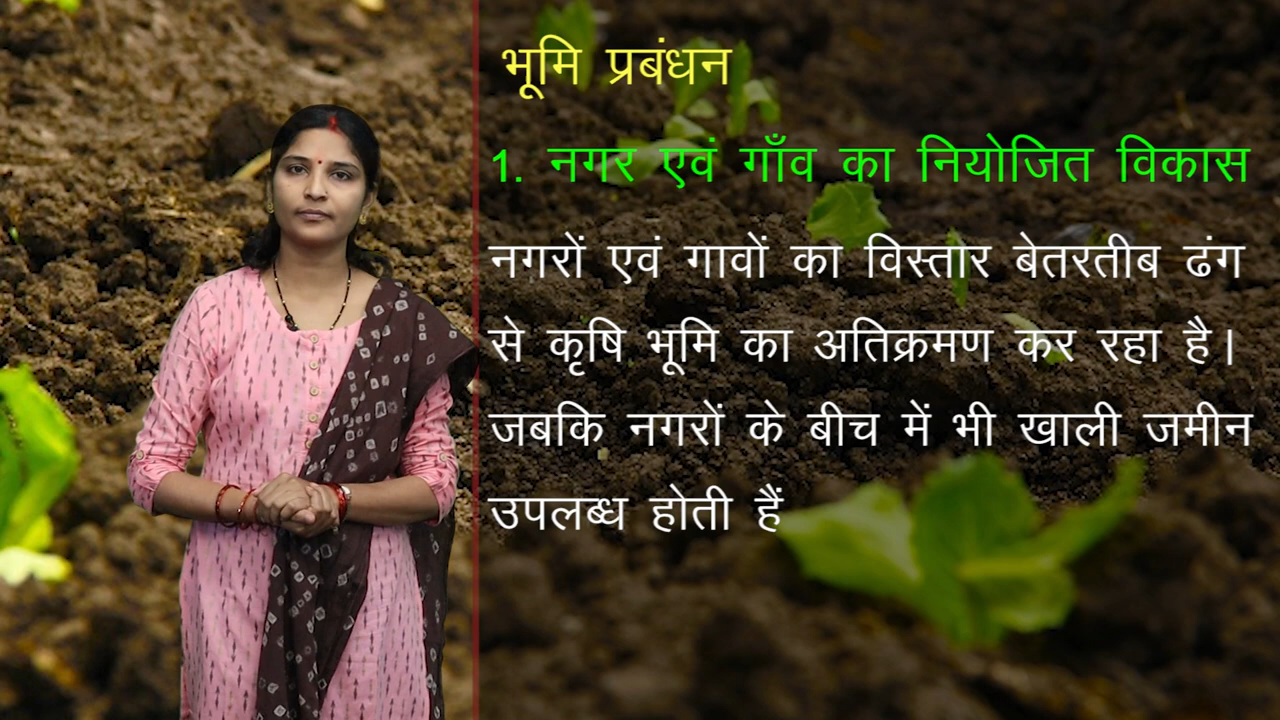 भूमि प्रबंधन
1. नगर एवं गाँव का नियोजित विकास
नगरों एवं गावों का विस्तार बेतरतीब ढंग
से कृषि भूमि का अतिक्रमण कर रहा है।
जबकि नगरों के बीच में भी खाली जमीन
उपलब्ध होती हैं